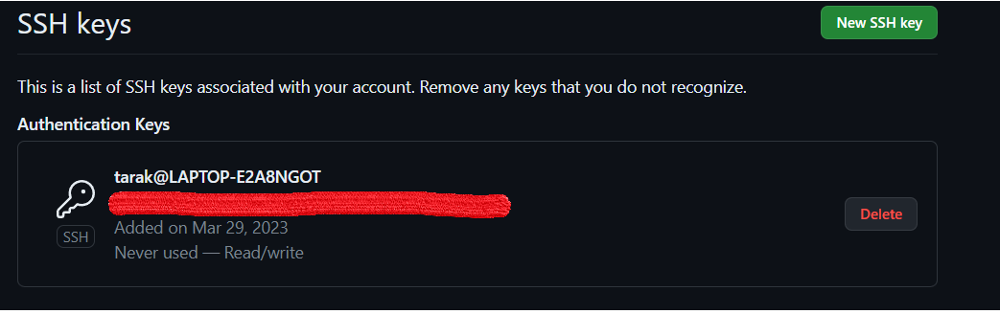 SSH keys
New SSH key
This is a list of SSH keys associated with your account. Remove any keys that you do not recognize.
Authentication Keys
tarak@LAPTOP-E2A8NGOT
SSH
Added on Mar 29, 2023
Never used — Read/write
Delete